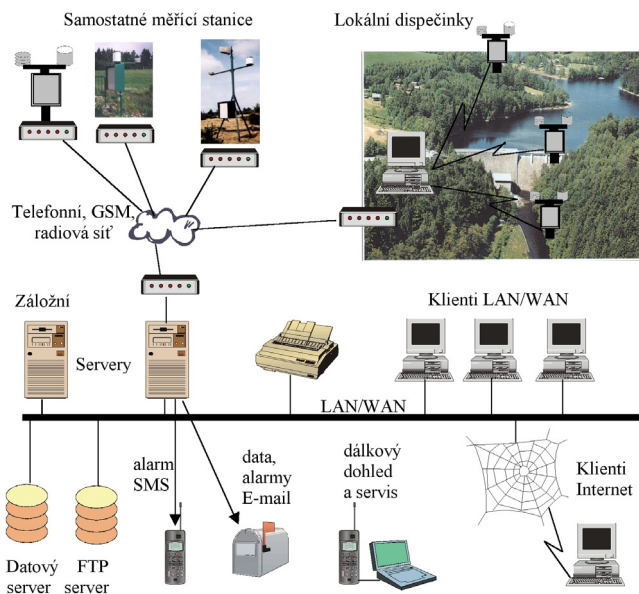 Samostatné měřící stanice
Lokální dispečinky
Telefonní, GSM,
radiová síť
Záložní
Servery
Klienti LAN/WAN
LAN/WAN
alarm
SMS
data,
alarmy
E-mail
dálkový
dohled
a servis
Klienti
Internet
Datový
server
FTP
server